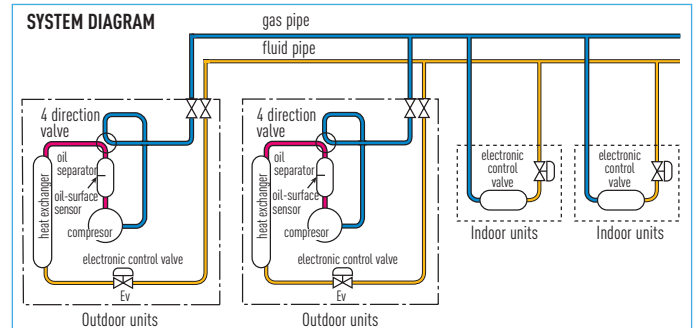 SYSTEM DIAGRAM
gas pipe
fluid pipe
4 direction
valve
oil
separator
oil-surface
sensor
heat exchanger
compresor
electronic control valve
Ev
Outdoor units
4 direction
valve
oil
separator
oil-surface
sensor
heat exchanger
compresor
electronic control valve
Ev
Outdoor units
electronic
control
valve
Indoor units
electronic
control
valve
Indoor units